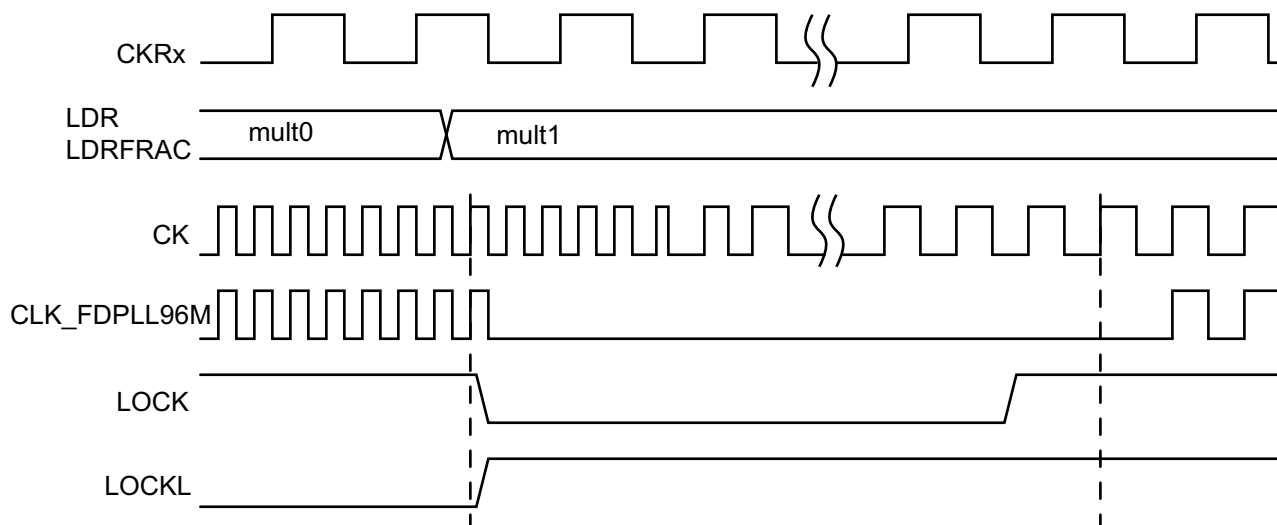 CKRx
LDR
LDRFRAC
mult0
mult1
CK
CLK_FDPLL96M
LOCK
LOCKL